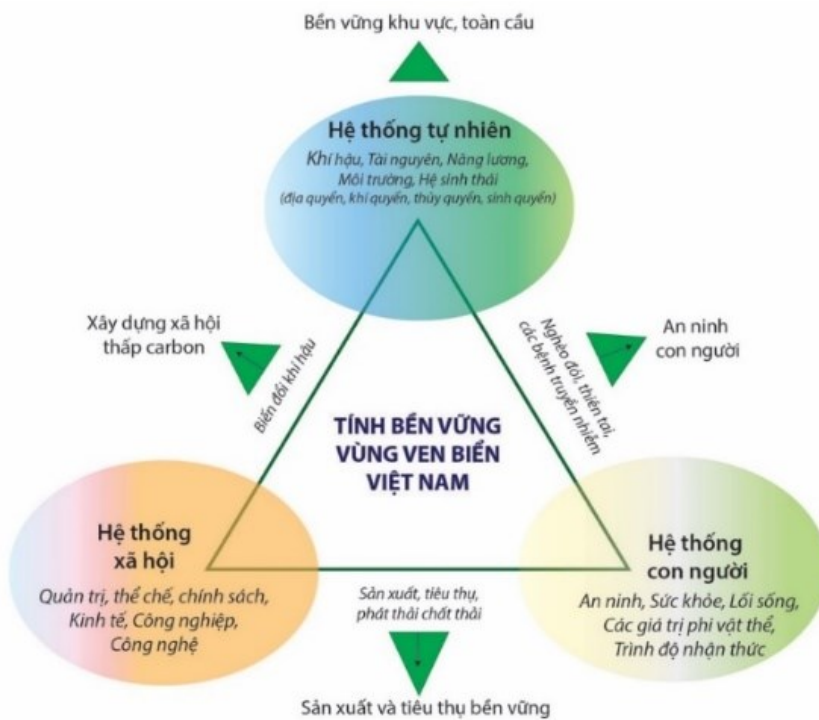 Bền vững khu vực, toàn cầu
Hệ thống tự nhiên
Khí hậu, Tài nguyên, Năng lương,
Môi trường, Hệ sinh thái
(địa quyển, khí quyển, thủy quyển, sinh quyển)
Xây dựng xã hội
thấp carbon
Biến đổi khí hậu
Nghèo đói, thiên tai,
các bệnh truyền nhiễm
An ninh
con người
TÍNH BỀN VỮNG
VÙNG VEN BIỂN
VIỆT NAM
Hệ thống
xã hội
Quản trị, thể chế, chính sách,
Kinh tế, Công nghiệp,
Công nghệ
Sản xuất, tiêu thụ,
phát thải chất thải
Hệ thống
con người
An ninh, Sức khỏe, Lối sống,
Các giá trị phi vật thể,
Trình độ nhận thức
Sản xuất và tiêu thụ bền vững